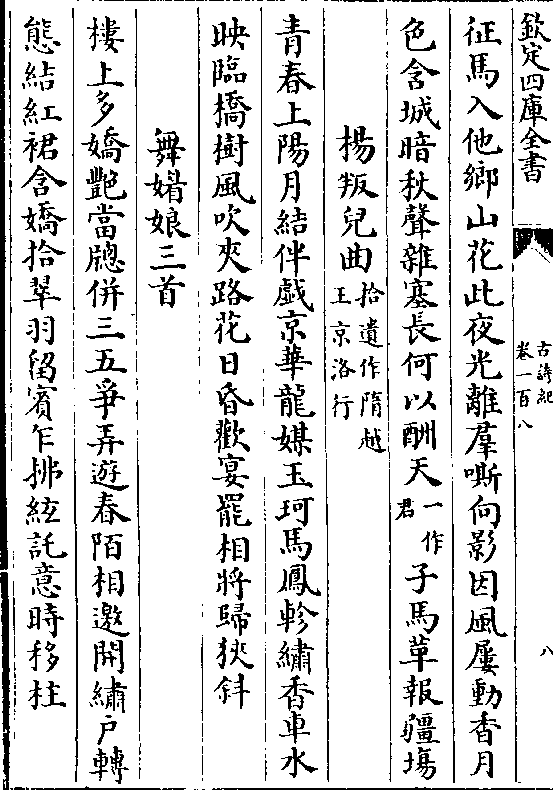 欽定四庫全書
古詩紀
卷一百八
八
征馬入他鄉山花此夜光離羣嘶向影因風屢動香月
色含城暗秋聲雜塞長何以酬天一作君子馬草報疆塲
楊叛兒曲拾遺作隋越王京洛行
青春上陽月結伴戲京華龍媒玉珂馬鳳軫繡香車水
映臨橋樹風吹夾路花日昏歡宴罷相將歸狹斜
舞媚娘三首
樓上多嬌艷當牕併三五爭弄遊春陌相邀開繡戶轉
態結紅裙含嬌拾翠羽留賓乍拂絃託意時移柱